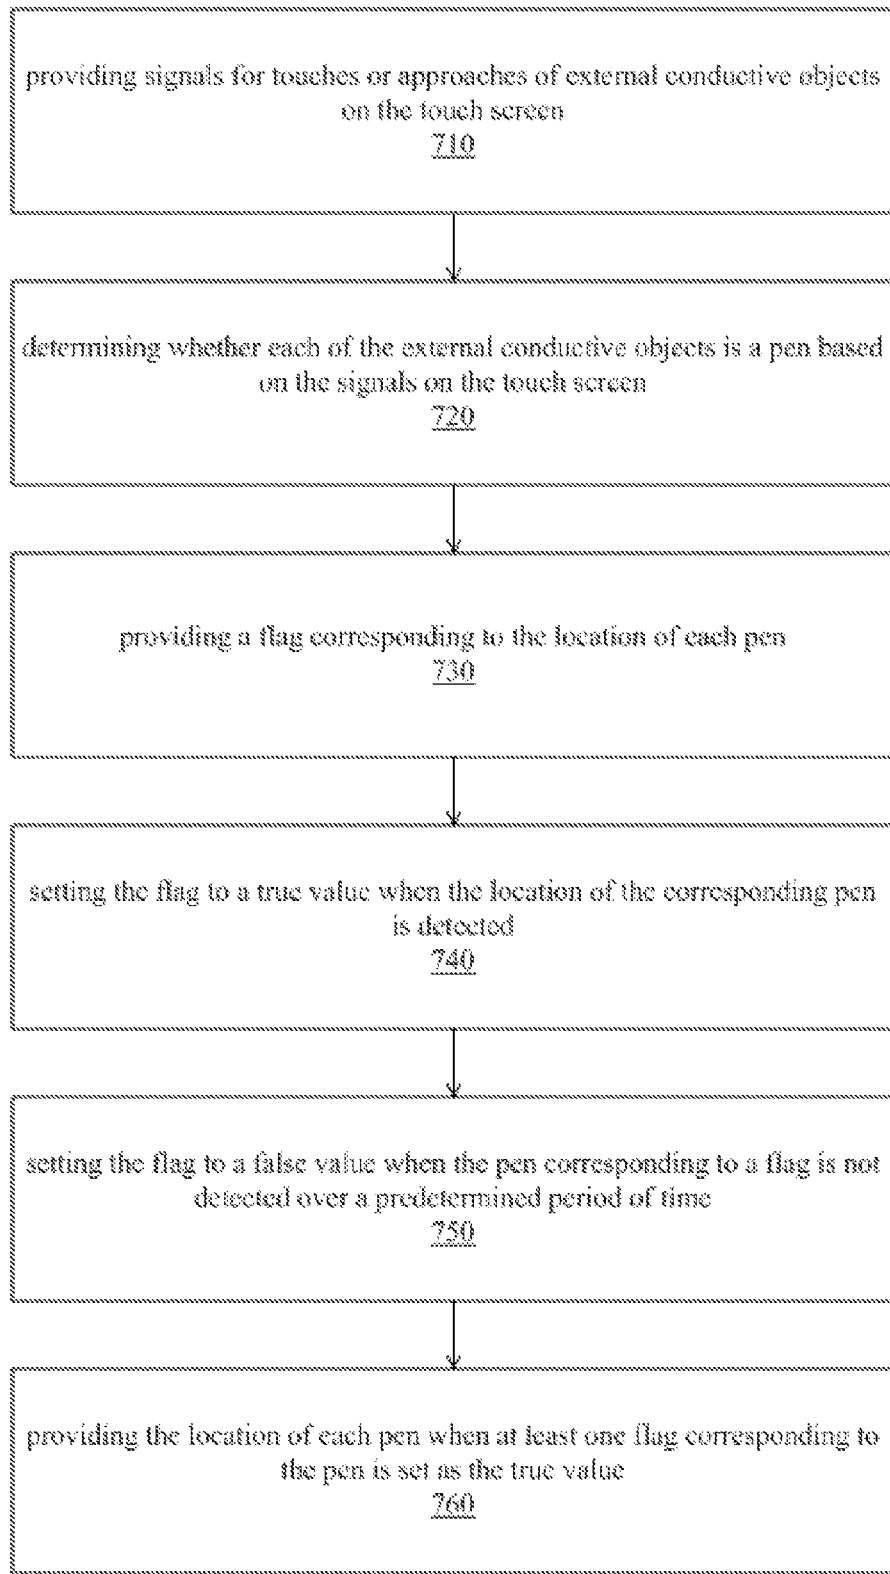 providing signals for touches or approaches of external conductive objects
on the touch screen
710
determining whether each of the external conductive objects is a pen based
on the signals on the touch screen
720
providing a flag corresponding to the location of each pen
730
setting the flag to a true value when the location of the corresponding pen
is detected
740
setting the flag to a false value when the pen corresponding to a flag is not
detected over a predetermined period of time
750
providing the location of each pen when at least one flag corresponding to
the pen is set as the true value
760